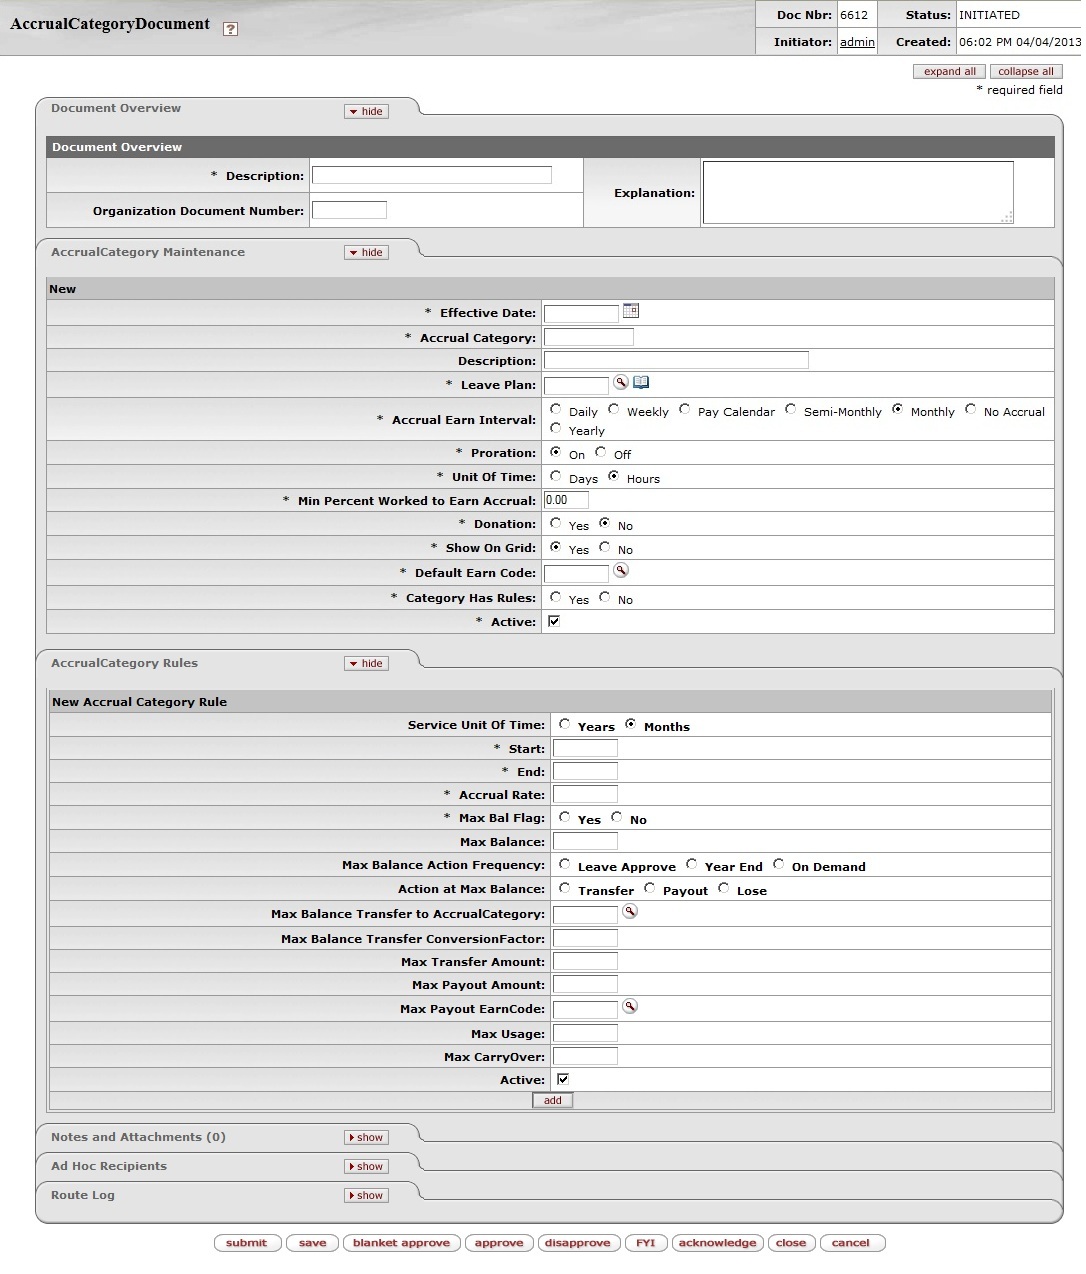 AccrualCategoryDocument ?
Doc Nbr: 6612 Status: INITIATED
Initiator: admin Created: 06:02 PM 04/04/2013
expand all collapse all
* required field
Document Overview hide
Document Overview
* Description:
Explanation:
Organization Document Number:
AccrualCategory Maintenance hide
New
* Effective Date:
* Accrual Category:
Description:
* Leave Plan:
* Accrual Earn Interval: Daily Weekly Pay Calendar Semi-Monthly Monthly No Accrual
Yearly
* Proration: On Off
* Unit Of Time: Days Hours
* Min Percent Worked to Earn Accrual: 0.00
* Donation: Yes No
* Show On Grid: Yes No
* Default Earn Code:
* Category Has Rules: Yes No
* Active:
AccrualCategory Rules hide
New Accrual Category Rule
Service Unit Of Time: Years Months
* Start:
* End:
* Accrual Rate:
* Max Bal Flag: Yes No
Max Balance:
Max Balance Action Frequency: Leave Approve Year End On Demand
Action at Max Balance: Transfer Payout Lose
Max Balance Transfer to AccrualCategory:
Max Balance Transfer ConversionFactor:
Max Transfer Amount:
Max Payout Amount:
Max Payout EarnCode:
Max Usage:
Max CarryOver:
Active:
add
Notes and Attachments (0) show
Ad Hoc Recipients show
Route Log show
submit save blanket approve approve disapprove FYI acknowledge close cancel